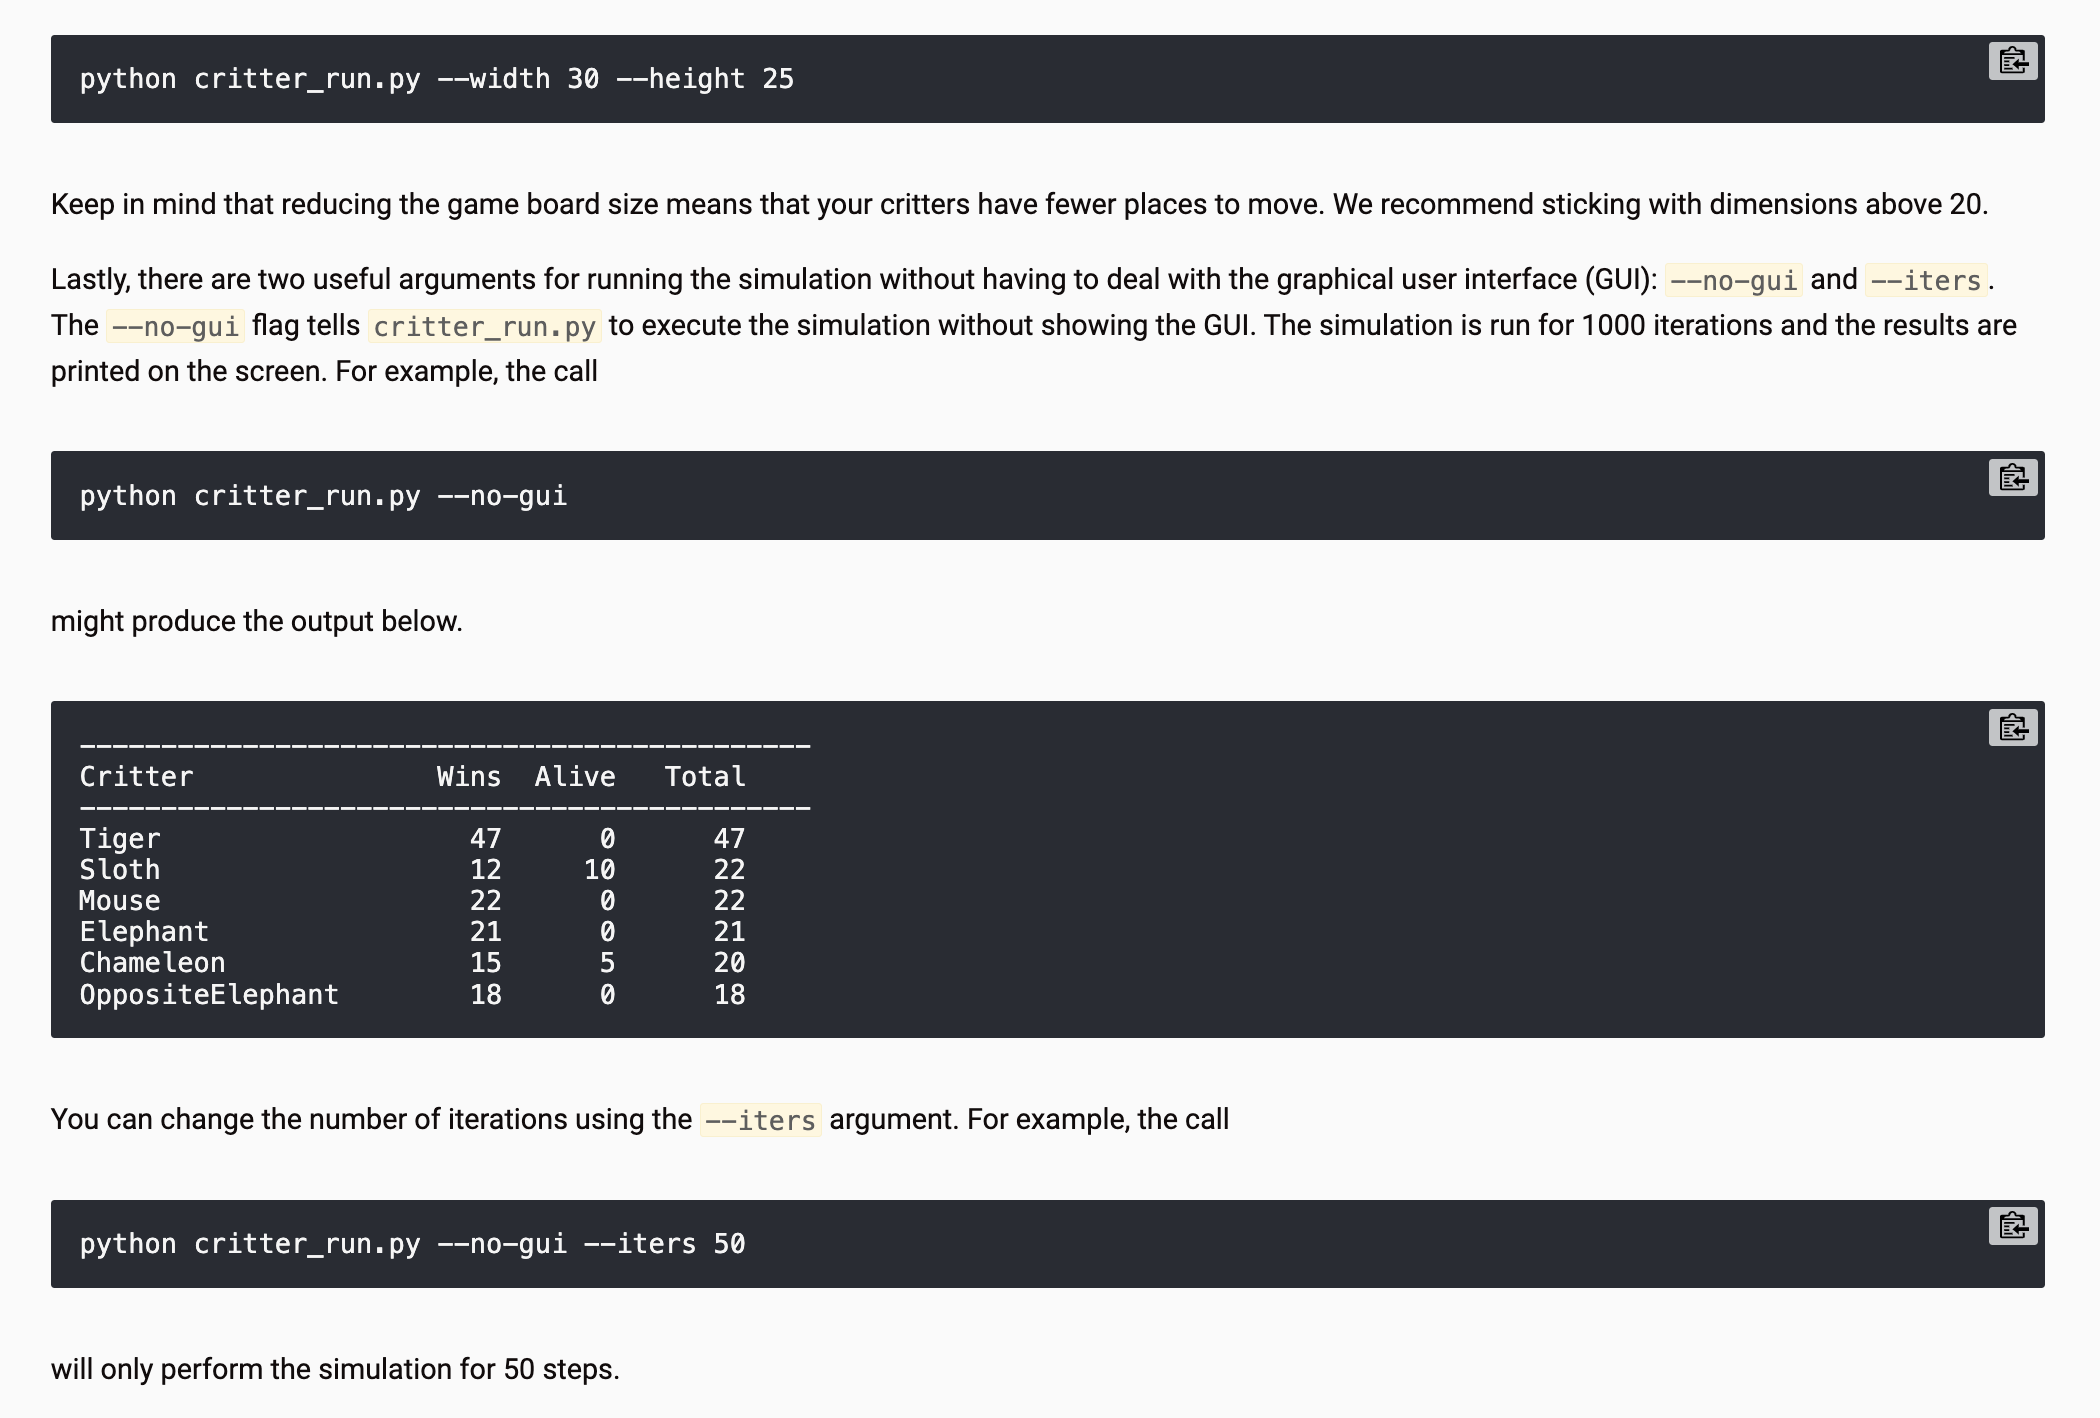 python critter_run.py --width 30 --height 25
Keep in mind that reducing the game board size means that your critters have fewer places to move. We recommend sticking with dimensions above 20.
Lastly, there are two useful arguments for running the simulation without having to deal with the graphical user interface (GUI): --no-gui and --iters.
The --no-gui flag tells critter_run.py to execute the simulation without showing the GUI. The simulation is run for 1000 iterations and the results are
printed on the screen. For example, the call
python critter_run.py --no-gui
might produce the output below.
---------------------------------------------
Critter               Wins  Alive   Total
---------------------------------------------
Tiger                   47      0      47
Sloth                   12     10      22
Mouse                   22      0      22
Elephant                21      0      21
Chameleon               15      5      20
OppositeElephant        18      0      18
You can change the number of iterations using the --iters argument. For example, the call
python critter_run.py --no-gui --iters 50
will only perform the simulation for 50 steps.